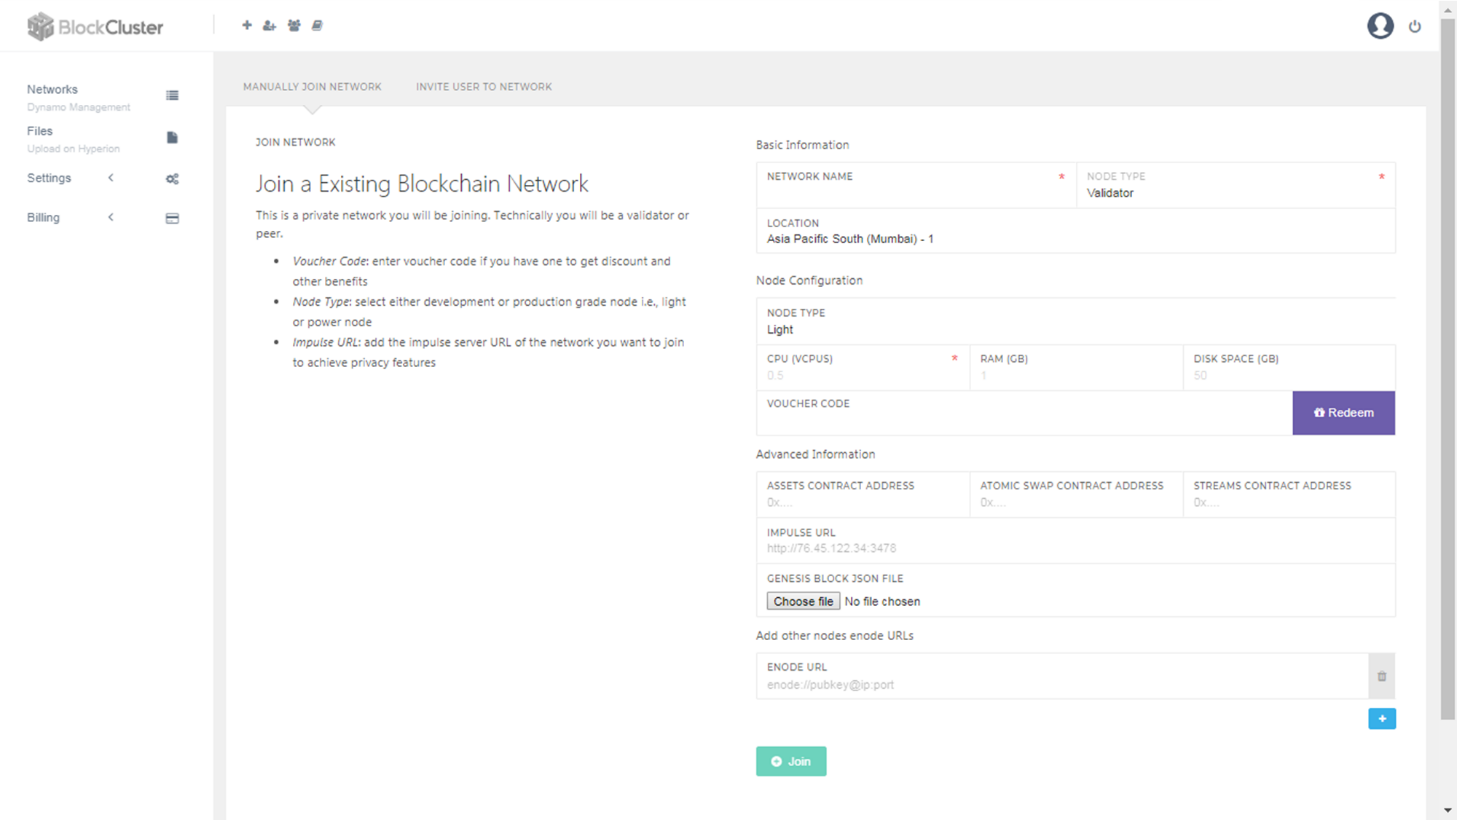 BlockCluster
Networks
Dynamo Management
Files
Upload on Hyperion
Settings
Billing
MANUALLY JOIN NETWORK
INVITE USER TO NETWORK
JOIN NETWORK
Join a Existing Blockchain Network
This is a private network you will be joining. Technically you will be a validator or
peer.
Voucher Code: enter voucher code if you have one to get discount and
other benefits
Node Type: select either development or production grade node i.e., light
or power node
Impulse URL: add the impulse server URL of the network you want to join
to achieve privacy features
Basic Information
NETWORK NAME *
NODE TYPE *
Validator
LOCATION
Asia Pacific South (Mumbai) - 1
Node Configuration
NODE TYPE
Light
CPU (VCPUS) *
0.5
RAM (GB)
1
DISK SPACE (GB)
50
VOUCHER CODE
Redeem
Advanced Information
ASSETS CONTRACT ADDRESS
0x....
ATOMIC SWAP CONTRACT ADDRESS
0x....
STREAMS CONTRACT ADDRESS
0x....
IMPULSE URL
http://76.45.122.34:3478
GENESIS BLOCK JSON FILE
Choose file No file chosen
Add other nodes enode URLs
ENODE URL
enode://pubkey@ip:port
Join